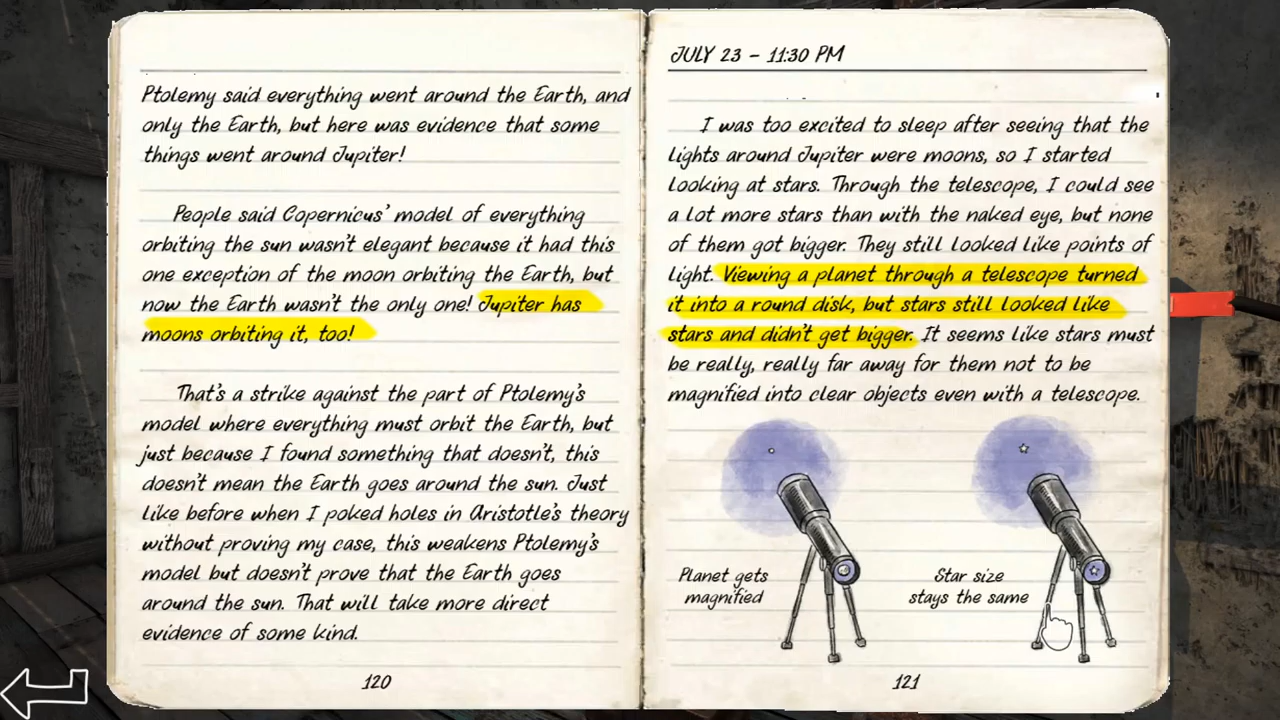 Ptolemy said everything went around the Earth, and
only the Earth, but here was evidence that some
things went around Jupiter!
People said Copernicus' model of everything
orbiting the sun wasn't elegant because it had this
one exception of the moon orbiting the Earth, but
now the Earth wasn't the only one! Jupiter has
moons orbiting it, too!
That's a strike against the part of Ptolemy's
model where everything must orbit the Earth, but
just because I found something that doesn't, this
doesn't mean the Earth goes around the sun. Just
like before when I poked holes in Aristotle's theory
without proving my case, this weakens Ptolemy's
model but doesn't prove that the Earth goes
around the sun. That will take more direct
evidence of some kind.
120
JULY 23 - 11:30 PM
I was too excited to sleep after seeing that the
lights around Jupiter were moons, so I started
looking at stars. Through the telescope, I could see
a lot more stars than with the naked eye, but none
of them got bigger. They still looked like points of
light. Viewing a planet through a telescope turned
it into a round disk, but stars still looked like
stars and didn't get bigger. It seems like stars must
be really, really far away for them not to be
magnified into clear objects even with a telescope.
Planet gets
magnified
Star size
stays the same
121